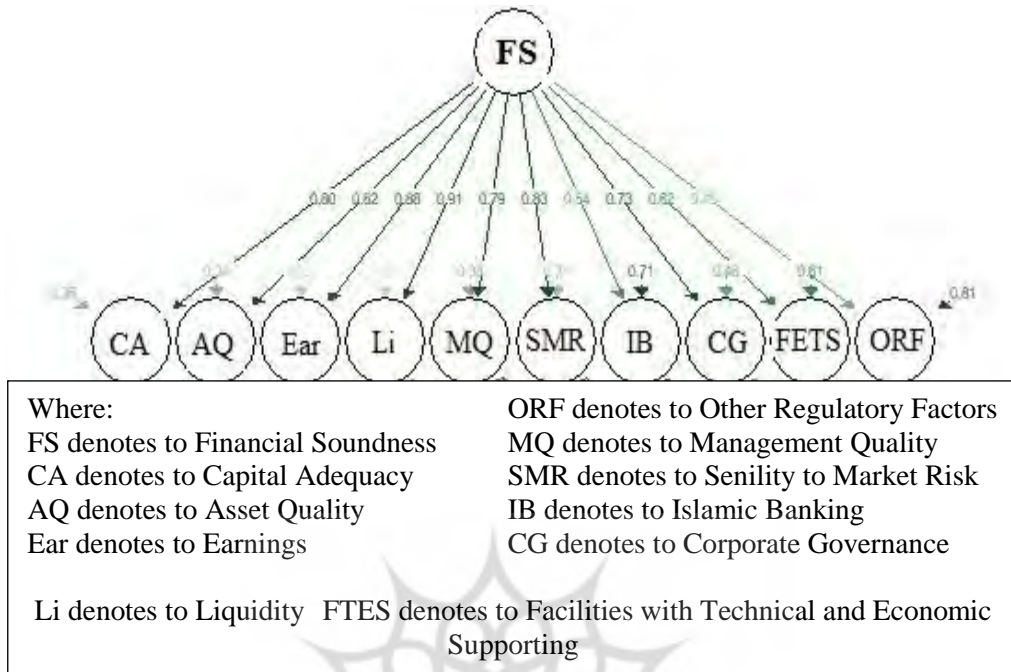 FS
0.80 0.62 0.88 0.91 0.79 0.83 0.54 0.73 0.62
0.71 0.61 0.81
CA AQ Ear Li MQ SMR IB CG FETS ORF
Where:
FS denotes to Financial Soundness
CA denotes to Capital Adequacy
AQ denotes to Asset Quality
Ear denotes to Earnings
ORF denotes to Other Regulatory Factors
MQ denotes to Management Quality
SMR denotes to Senility to Market Risk
IB denotes to Islamic Banking
CG denotes to Corporate Governance
Li denotes to Liquidity FTES denotes to Facilities with Technical and Economic
Supporting